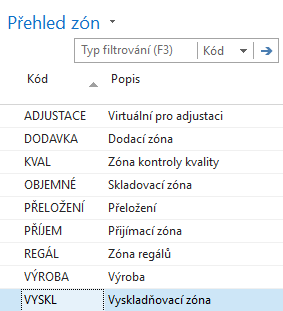 Přehled zón
Typ filtrování (F3) Kód
Kód Popis
ADJUSTACE Virtuální pro adjustaci
DODAVKA Dodací zóna
KVAL Zóna kontroly kvality
OBJEMNÉ Skladovací zóna
PŘELOŽENÍ Přeložení
PŘÍJEM Přijímací zóna
REGÁL Zóna regálů
VÝROBA Výroba
VYSKL Vyskladňovací zóna